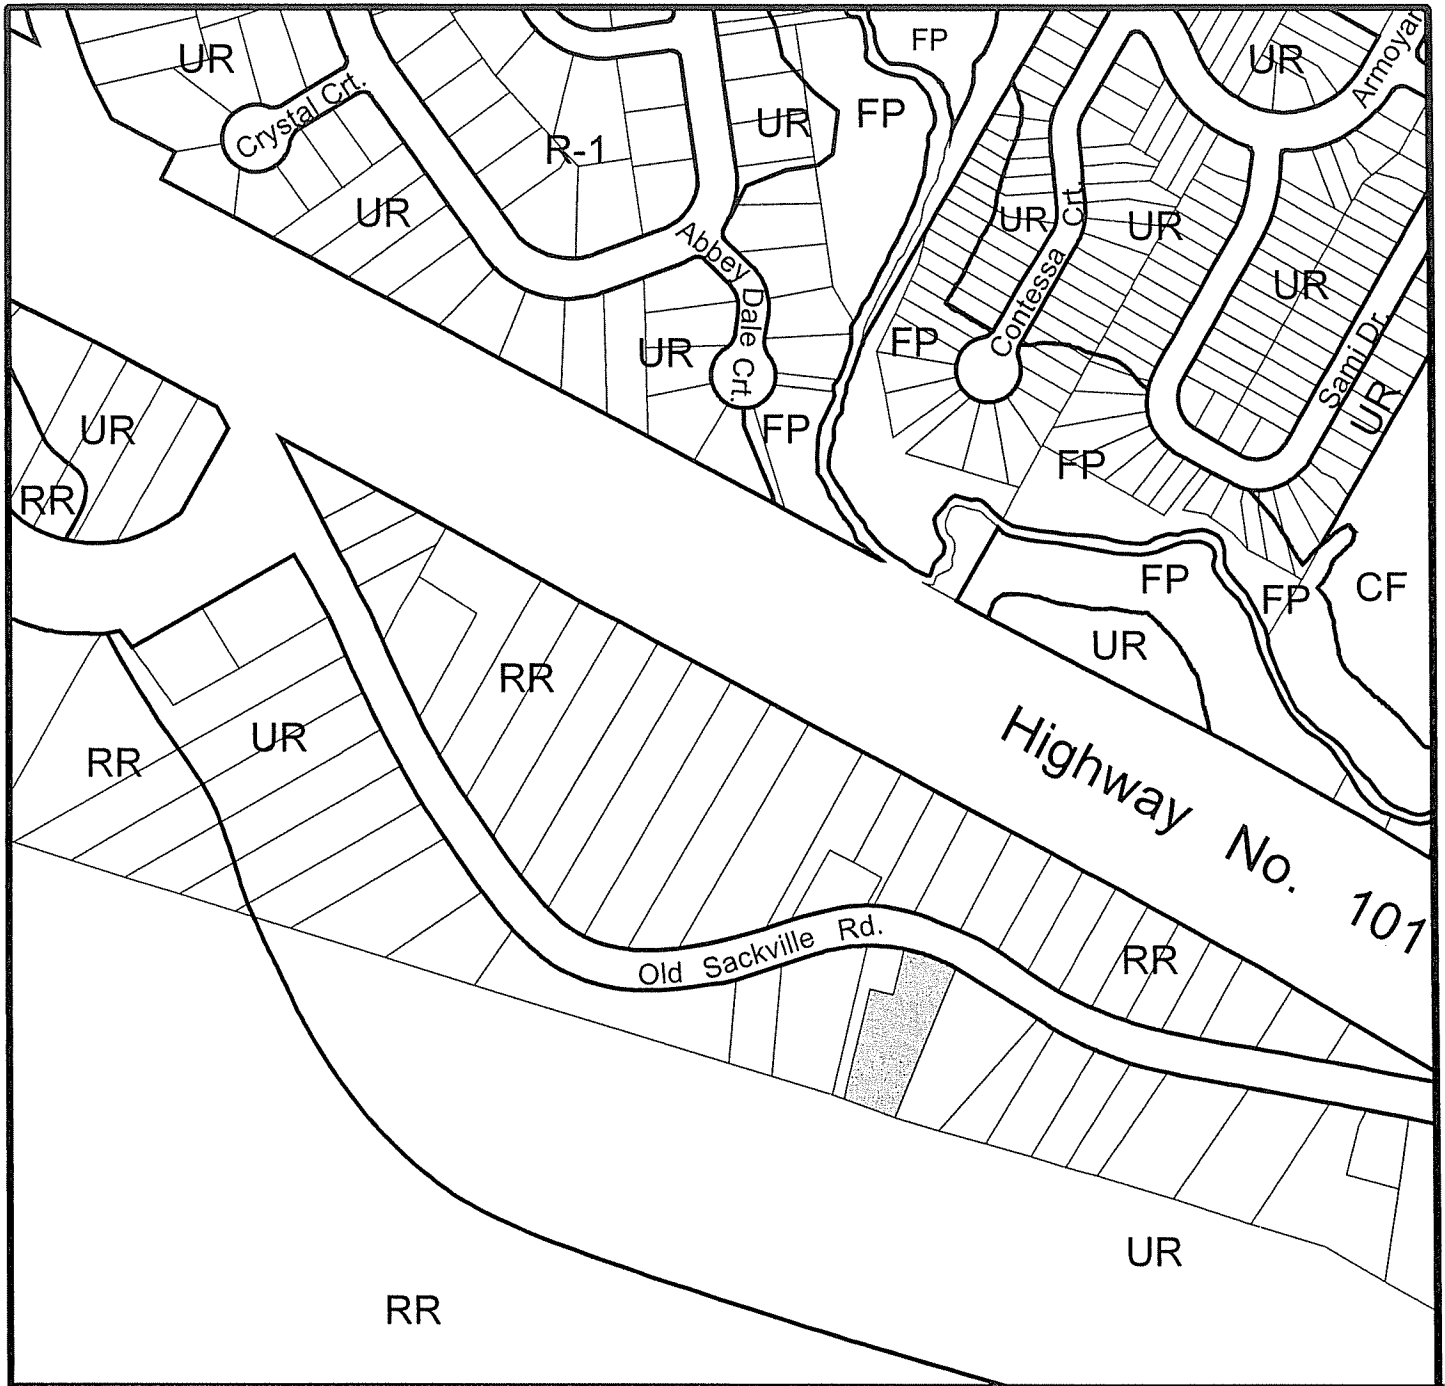 UR
FP
UR
Armoyan
Crystal Crt.
R-1
UR
FP
UR
UR
Contessa Crt.
UR
UR
Abbey Dale Crt.
UR
FP
Sami Dr.
UR
UR
FP
FP
RR
FP
FP
CF
UR
RR
UR
RR
Highway No. 101
Old Sackville Rd.
RR
UR
RR